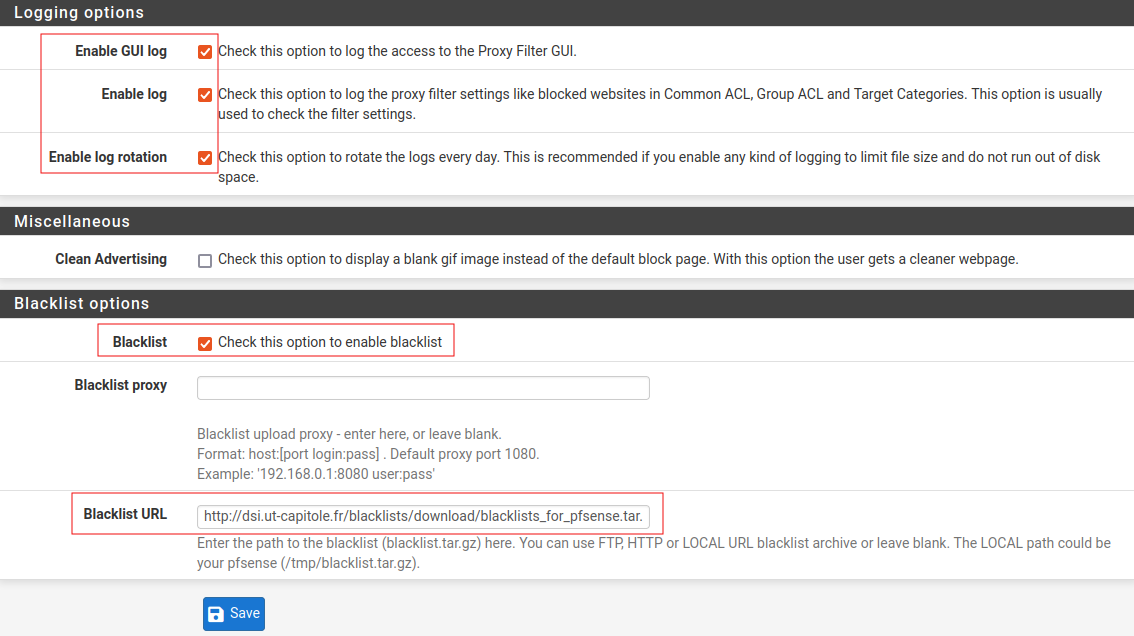 Logging options
Enable GUI log Check this option to log the access to the Proxy Filter GUI.
Enable log Check this option to log the proxy filter settings like blocked websites in Common ACL, Group ACL and Target Categories. This option is usually
used to check the filter settings.
Enable log rotation Check this option to rotate the logs every day. This is recommended if you enable any kind of logging to limit file size and do not run out of disk
space.
Miscellaneous
Clean Advertising Check this option to display a blank gif image instead of the default block page. With this option the user gets a cleaner webpage.
Blacklist options
Blacklist Check this option to enable blacklist
Blacklist proxy
Blacklist upload proxy - enter here, or leave blank.
Format: host:[port login:pass] . Default proxy port 1080.
Example: '192.168.0.1:8080 user:pass'
Blacklist URL http://dsi.ut-capitole.fr/blacklists/download/blacklists_for_pfsense.tar.
Enter the path to the blacklist (blacklist.tar.gz) here. You can use FTP, HTTP or LOCAL URL blacklist archive or leave blank. The LOCAL path could be
your pfsense (/tmp/blacklist.tar.gz).
Save